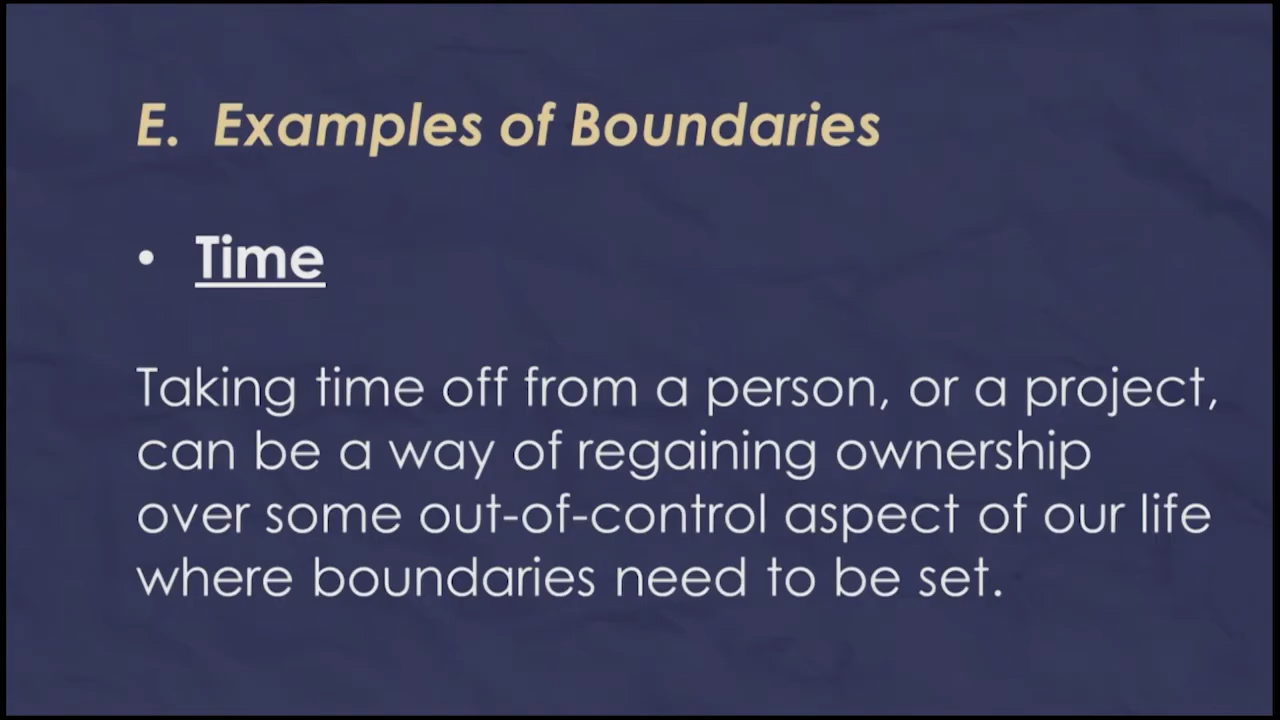 E. Examples of Boundaries
• Time
Taking time off from a person, or a project,
can be a way of regaining ownership
over some out-of-control aspect of our life
where boundaries need to be set.